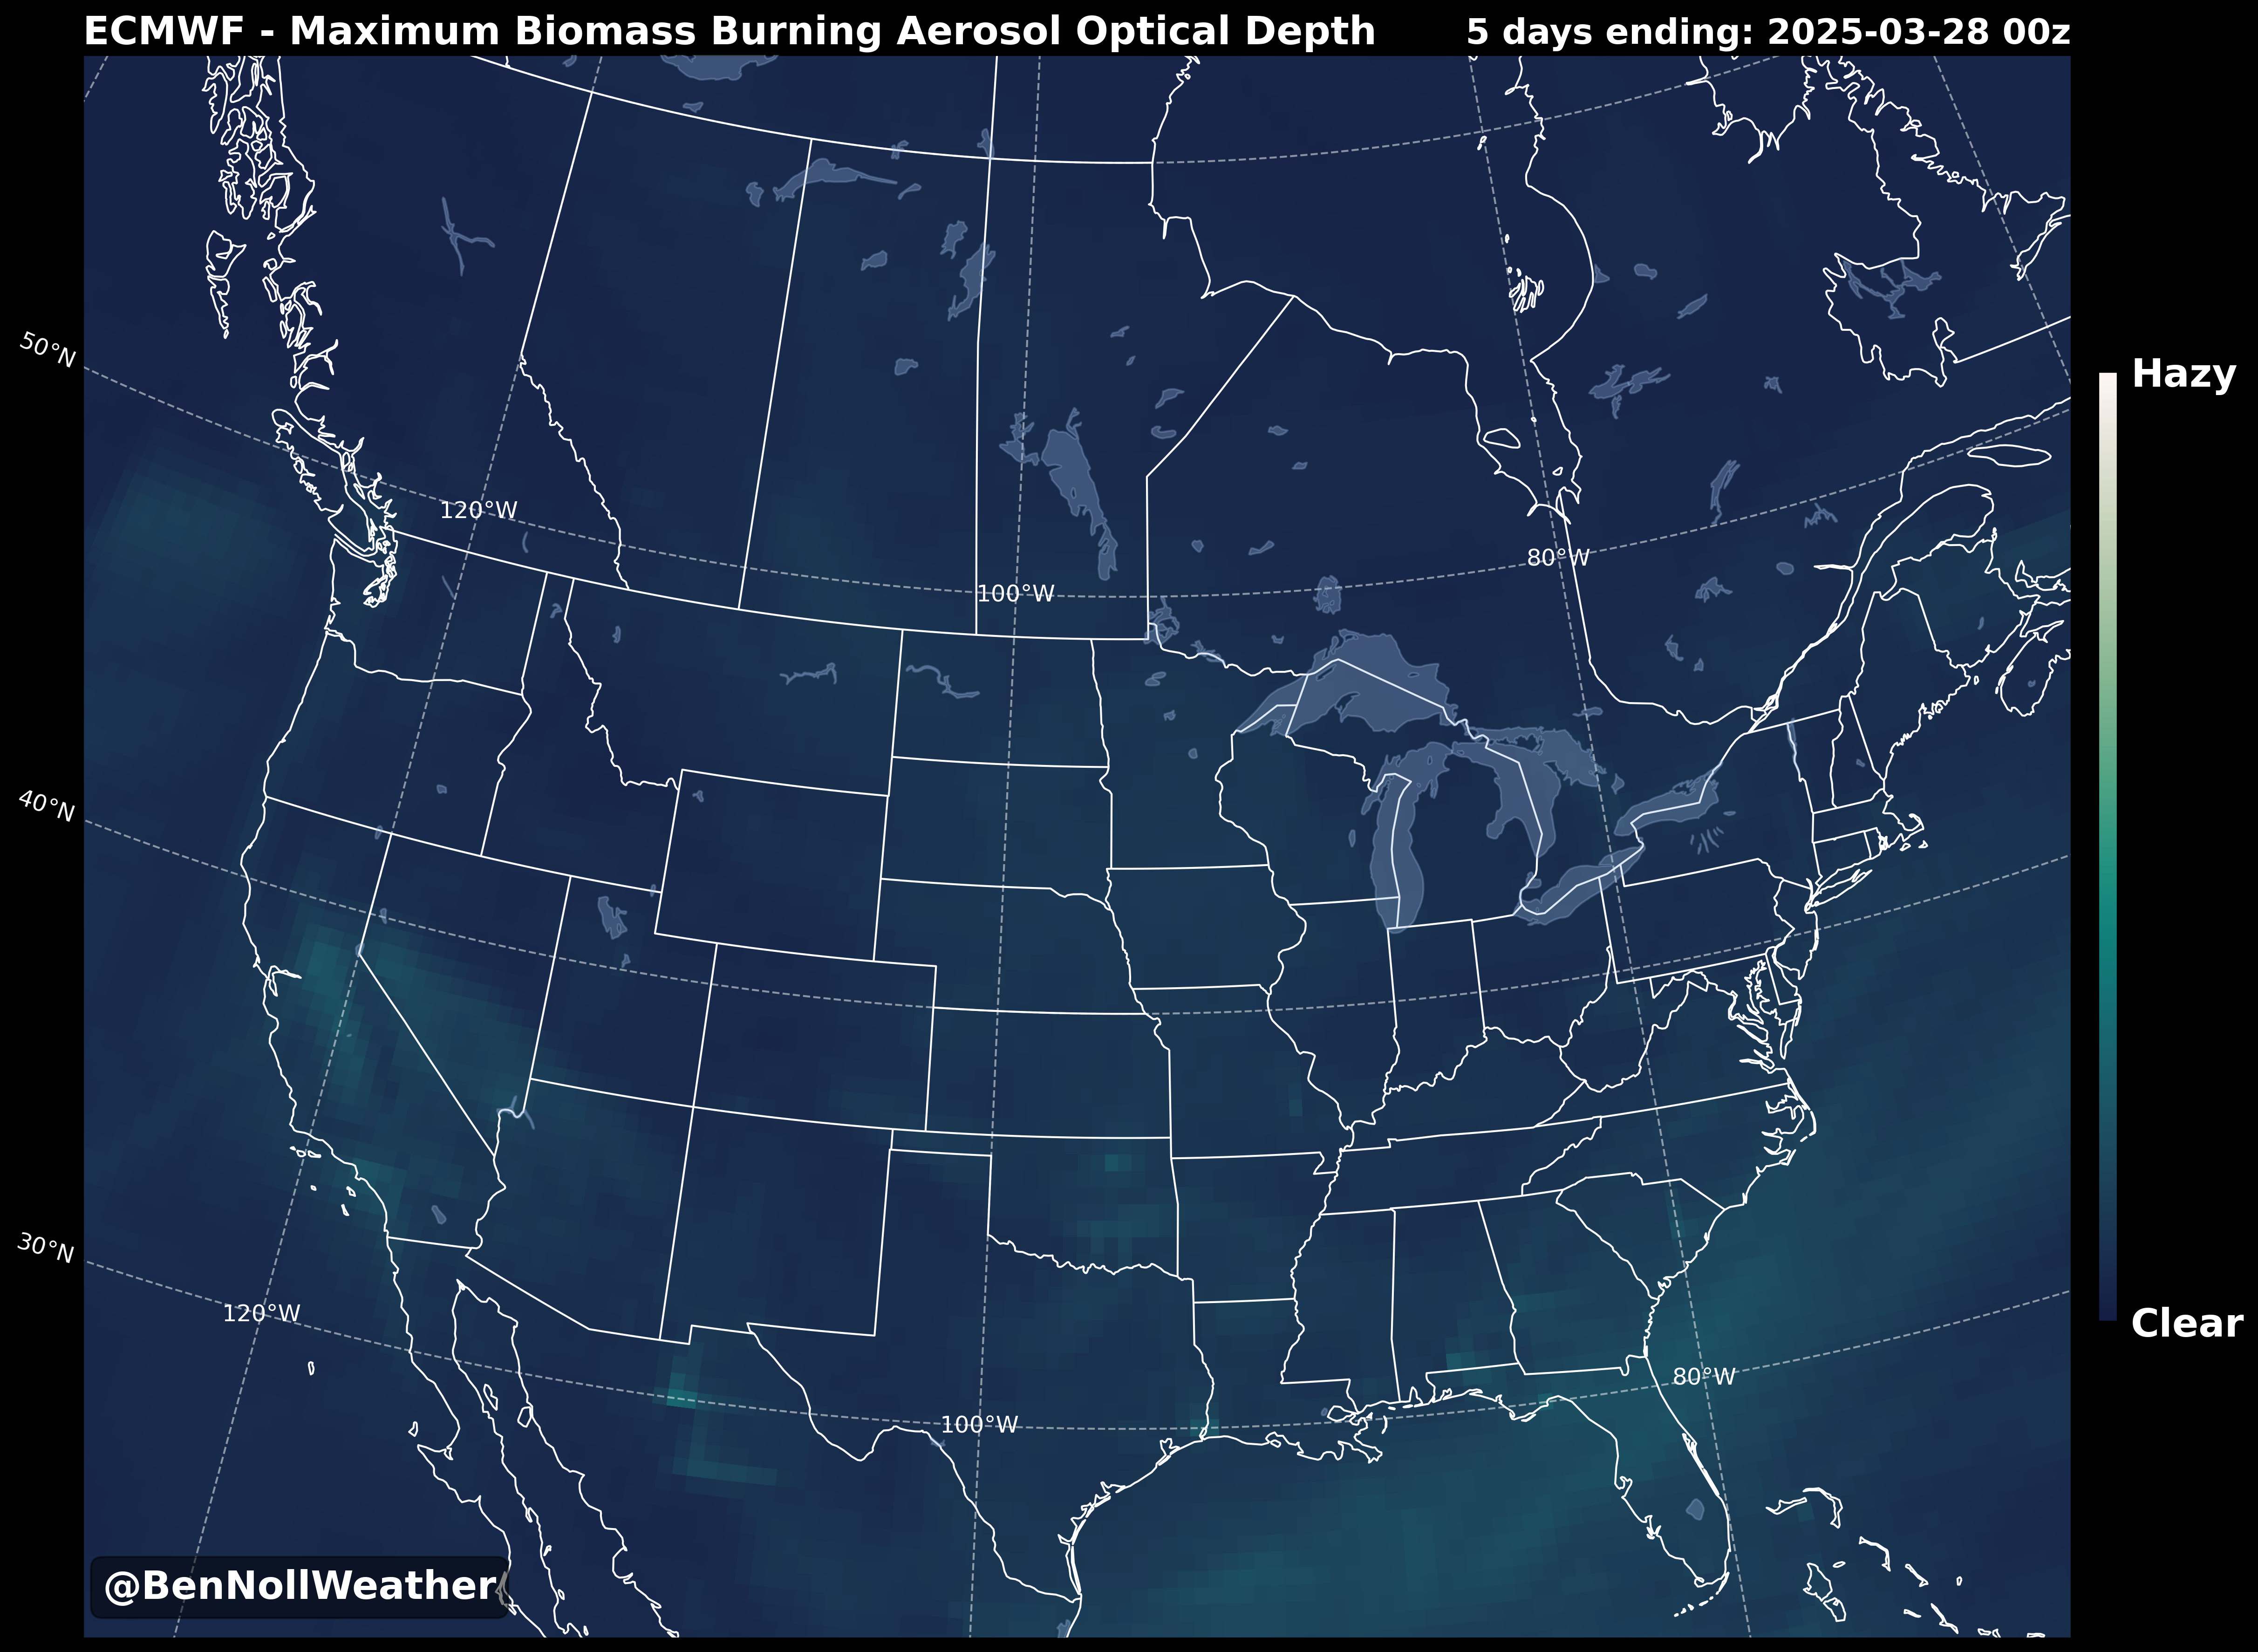 ECMWF - Maximum Biomass Burning Aerosol Optical Depth
5 days ending: 2025-03-28 00z
50°N
Hazy
120°W
80°W
100°W
40°N
30°N
120°W
Clear
80°W
100°W
@BenNollWeather